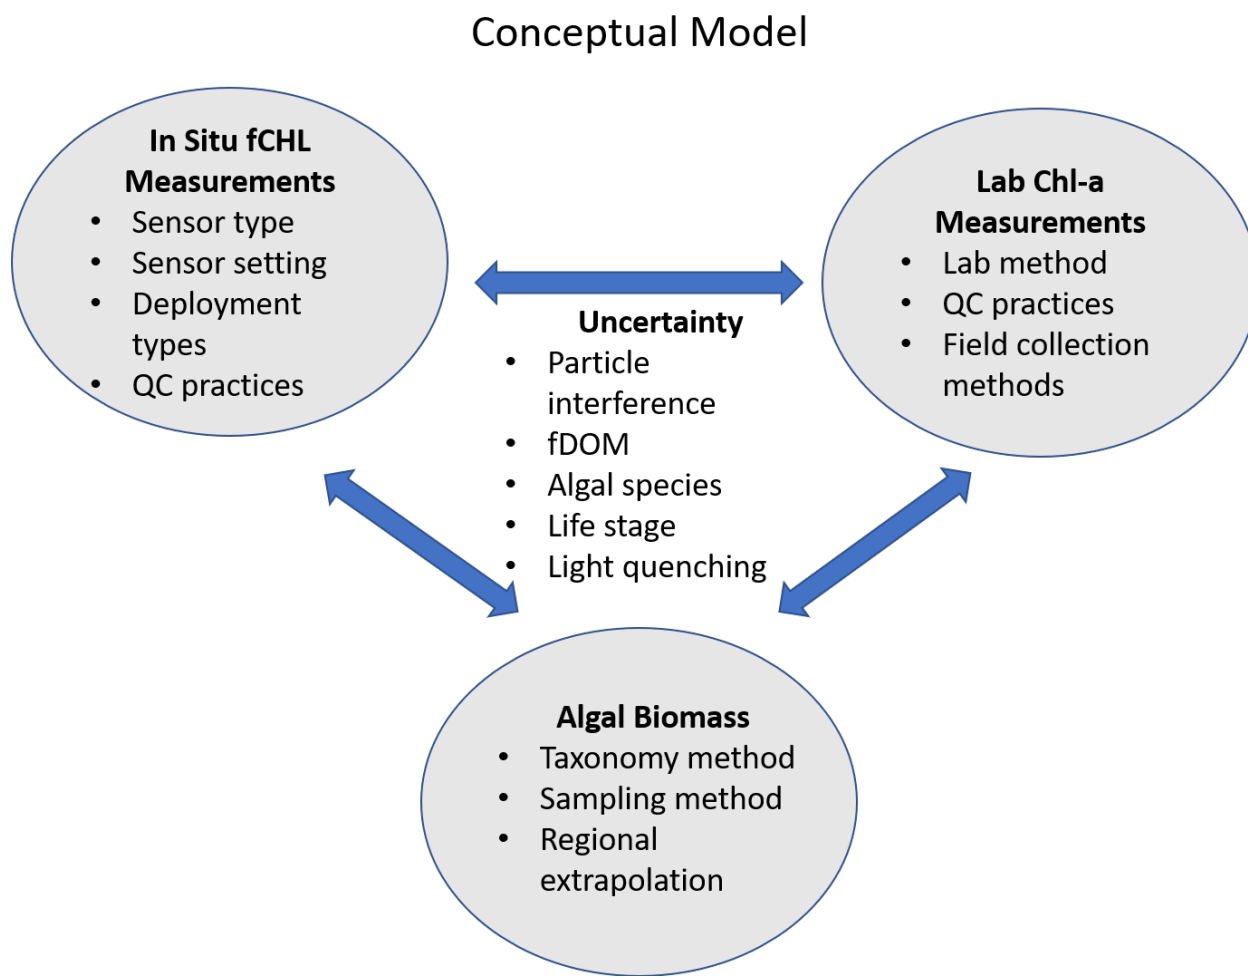 Conceptual Model
In Situ fCHL
Measurements
• Sensor type
• Sensor setting
• Deployment
types
• QC practices
Lab Chl-a
Measurements
• Lab method
• QC practices
• Field collection
methods
Uncertainty
• Particle
interference
• fDOM
• Algal species
• Life stage
• Light quenching
Algal Biomass
• Taxonomy method
• Sampling method
• Regional
extrapolation